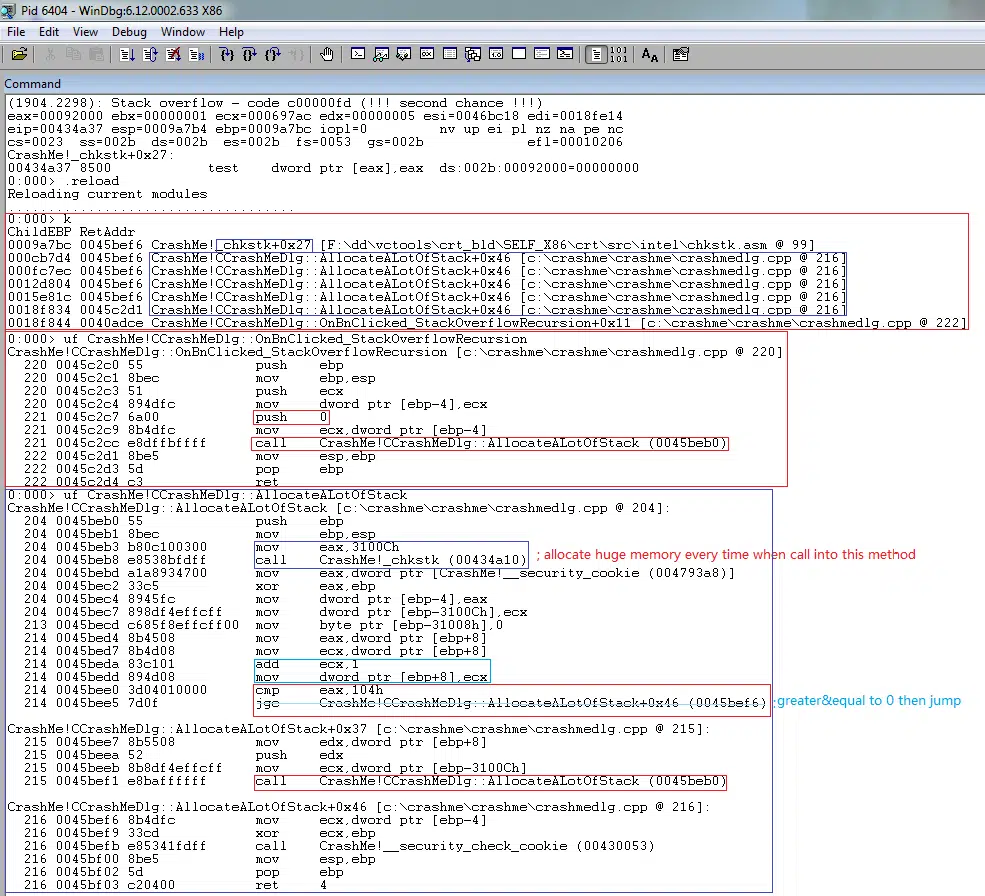 Pid 6404 - WinDbg:6.12.0002.633 X86
File Edit View Debug Window Help
Command
(1904.2298): Stack overflow - code c00000fd (!!! second chance !!!)
eax=00092000 ebx=00000001 ecx=000697ac edx=00000005 esi=0046bc18 edi=0018fe14
eip=00434a37 esp=0009a7b4 ebp=0009a7bc iopl=0 nv up ei pl nz na pe nc
cs=0023 ss=002b ds=002b es=002b fs=0053 gs=002b efl=00010206
CrashMe!_chkstk+0x27:
00434a37 8500 test dword ptr [eax],eax ds:002b:00092000=00000000
0:000> .reload
Reloading current modules
..................................
0:000> k
ChildEBP RetAddr
0009a7bc 0045bef6 CrashMe!_chkstk+0x27 [F:\dd\vctools\crt_bld\SELF_X86\crt\src\intel\chkstk.asm @ 99]
000cb7d4 0045bef6 CrashMe!CCrashMeDlg::AllocateALotOfStack+0x46 [c:\crashme\crashme\crashmedlg.cpp @ 216]
000fc7ec 0045bef6 CrashMe!CCrashMeDlg::AllocateALotOfStack+0x46 [c:\crashme\crashme\crashmedlg.cpp @ 216]
0012d804 0045bef6 CrashMe!CCrashMeDlg::AllocateALotOfStack+0x46 [c:\crashme\crashme\crashmedlg.cpp @ 216]
0015e81c 0045bef6 CrashMe!CCrashMeDlg::AllocateALotOfStack+0x46 [c:\crashme\crashme\crashmedlg.cpp @ 216]
0018f834 0045c2d1 CrashMe!CCrashMeDlg::AllocateALotOfStack+0x46 [c:\crashme\crashme\crashmedlg.cpp @ 216]
0018f844 0040adce CrashMe!CCrashMeDlg::OnBnClicked_StackOverflowRecursion+0x11 [c:\crashme\crashme\crashmedlg.cpp @ 222]
0:000> uf CrashMe!CCrashMeDlg::OnBnClicked_StackOverflowRecursion
CrashMe!CCrashMeDlg::OnBnClicked_StackOverflowRecursion [c:\crashme\crashme\crashmedlg.cpp @ 220]
220 0045c2c0 55 push ebp
220 0045c2c1 8bec mov ebp,esp
220 0045c2c3 51 push ecx
220 0045c2c4 894dfc mov dword ptr [ebp-4],ecx
221 0045c2c7 6a00 push 0
221 0045c2c9 8b4dfc mov ecx,dword ptr [ebp-4]
221 0045c2cc e8dffbffff call CrashMe!CCrashMeDlg::AllocateALotOfStack (0045beb0)
222 0045c2d1 8be5 mov esp,ebp
222 0045c2d3 5d pop ebp
222 0045c2d4 c3 ret
0:000> uf CrashMe!CCrashMeDlg::AllocateALotOfStack
CrashMe!CCrashMeDlg::AllocateALotOfStack [c:\crashme\crashme\crashmedlg.cpp @ 204]:
204 0045beb0 55 push ebp
204 0045beb1 8bec mov ebp,esp
204 0045beb3 b80c100300 mov eax,3100Ch
204 0045beb8 e8538bfdff call CrashMe!_chkstk (00434a10) ; allocate huge memory every time when call into this method
204 0045bebd a1a8934700 mov eax,dword ptr [CrashMe!__security_cookie (004793a8)]
204 0045bec2 33c5 xor eax,ebp
204 0045bec4 8945fc mov dword ptr [ebp-4],eax
204 0045bec7 898df4effcff mov dword ptr [ebp-3100Ch],ecx
213 0045becd c685f8effcff00 mov byte ptr [ebp-31008h],0
214 0045bed4 8b4508 mov eax,dword ptr [ebp+8]
214 0045bed7 8b4d08 mov ecx,dword ptr [ebp+8]
214 0045beda 83c101 add ecx,1
214 0045bedd 894d08 mov dword ptr [ebp+8],ecx
214 0045bee0 3d04010000 cmp eax,104h
214 0045bee5 7d0f jge CrashMe!CCrashMeDlg::AllocateALotOfStack+0x46 (0045bef6) ;greater&equal to 0 then jump
CrashMe!CCrashMeDlg::AllocateALotOfStack+0x37 [c:\crashme\crashme\crashmedlg.cpp @ 215]:
215 0045bee7 8b5508 mov edx,dword ptr [ebp+8]
215 0045beea 52 push edx
215 0045beeb 8b8df4effcff mov ecx,dword ptr [ebp-3100Ch]
215 0045bef1 e8baffffff call CrashMe!CCrashMeDlg::AllocateALotOfStack (0045beb0)
CrashMe!CCrashMeDlg::AllocateALotOfStack+0x46 [c:\crashme\crashme\crashmedlg.cpp @ 216]:
216 0045bef6 8b4dfc mov ecx,dword ptr [ebp-4]
216 0045bef9 33cd xor ecx,ebp
216 0045befb e85341fdff call CrashMe!__security_check_cookie (00430053)
216 0045bf00 8be5 mov esp,ebp
216 0045bf02 5d pop ebp
216 0045bf03 c20400 ret 4